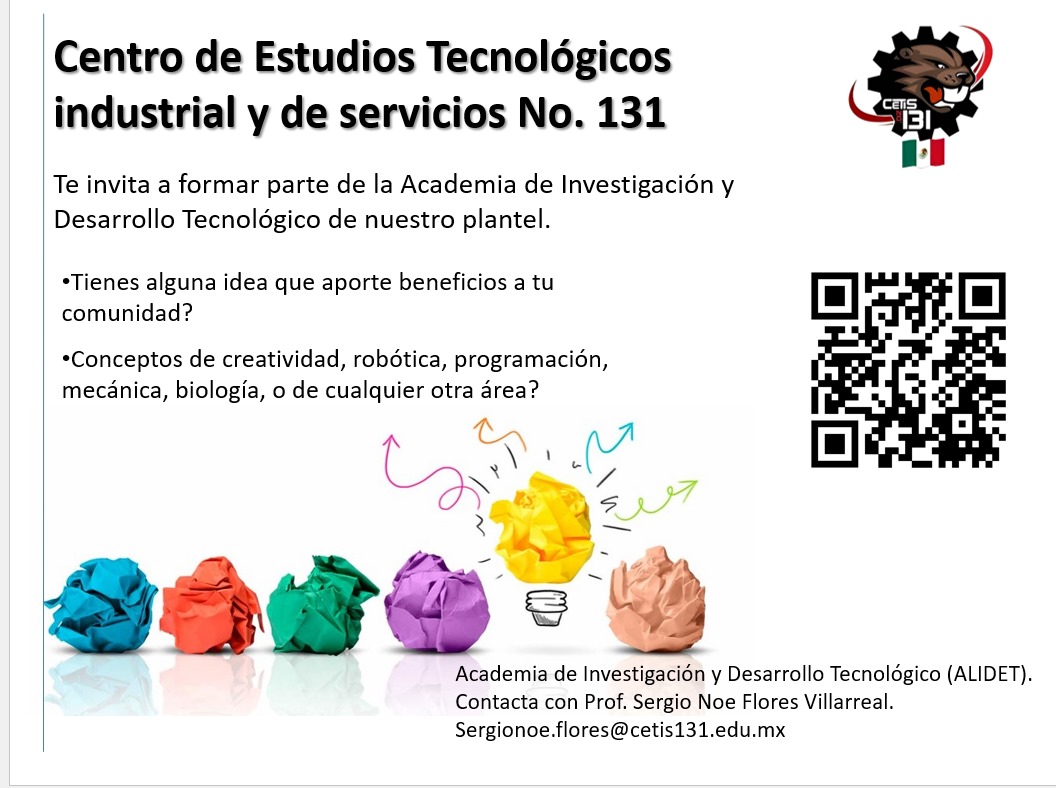 Centro de Estudios Tecnológicos
industrial y de servicios No. 131
CETIS
131
Te invita a formar parte de la Academia de Investigación y
Desarrollo Tecnológico de nuestro plantel.
•Tienes alguna idea que aporte beneficios a tu
comunidad?
•Conceptos de creatividad, robótica, programación,
mecánica, biología, o de cualquier otra área?
Academia de Investigación y Desarrollo Tecnológico (ALIDET).
Contacta con Prof. Sergio Noe Flores Villarreal.
Sergionoe.flores@cetis131.edu.mx